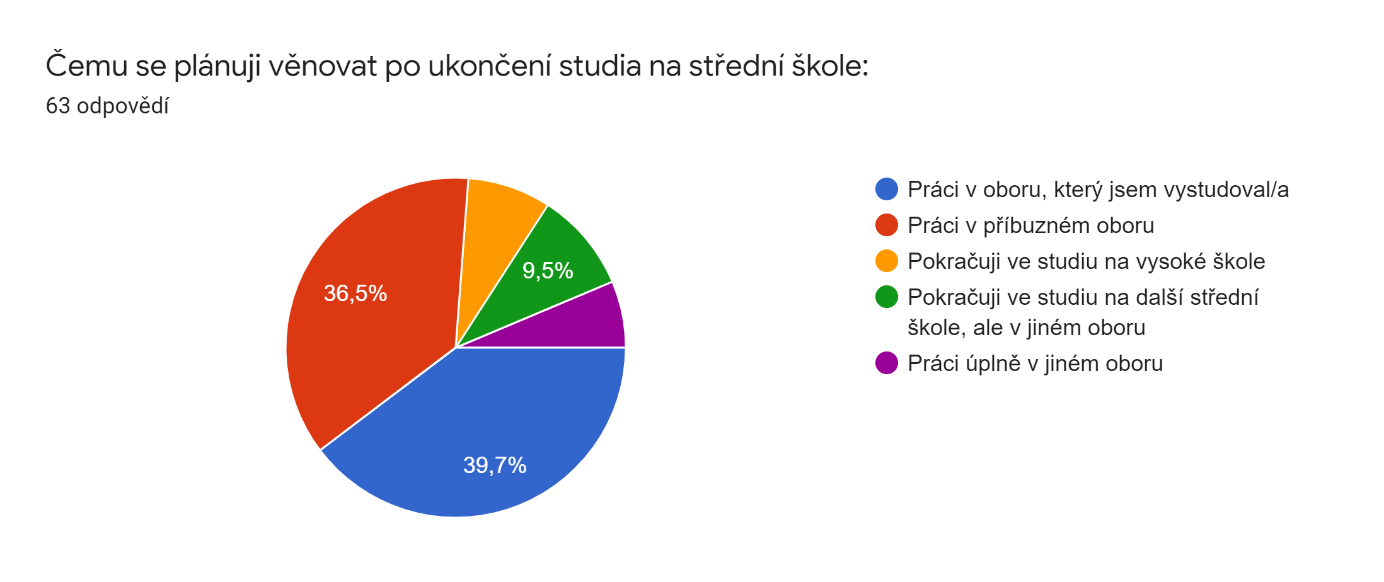 Čemu se plánuji věnovat po ukončení studia na střední škole:
63 odpovědí
36,5%
9,5%
39,7%
Práci v oboru, který jsem vystudoval/a
Práci v příbuzném oboru
Pokračuji ve studiu na vysoké škole
Pokračuji ve studiu na další střední
škole, ale v jiném oboru
Práci úplně v jiném oboru